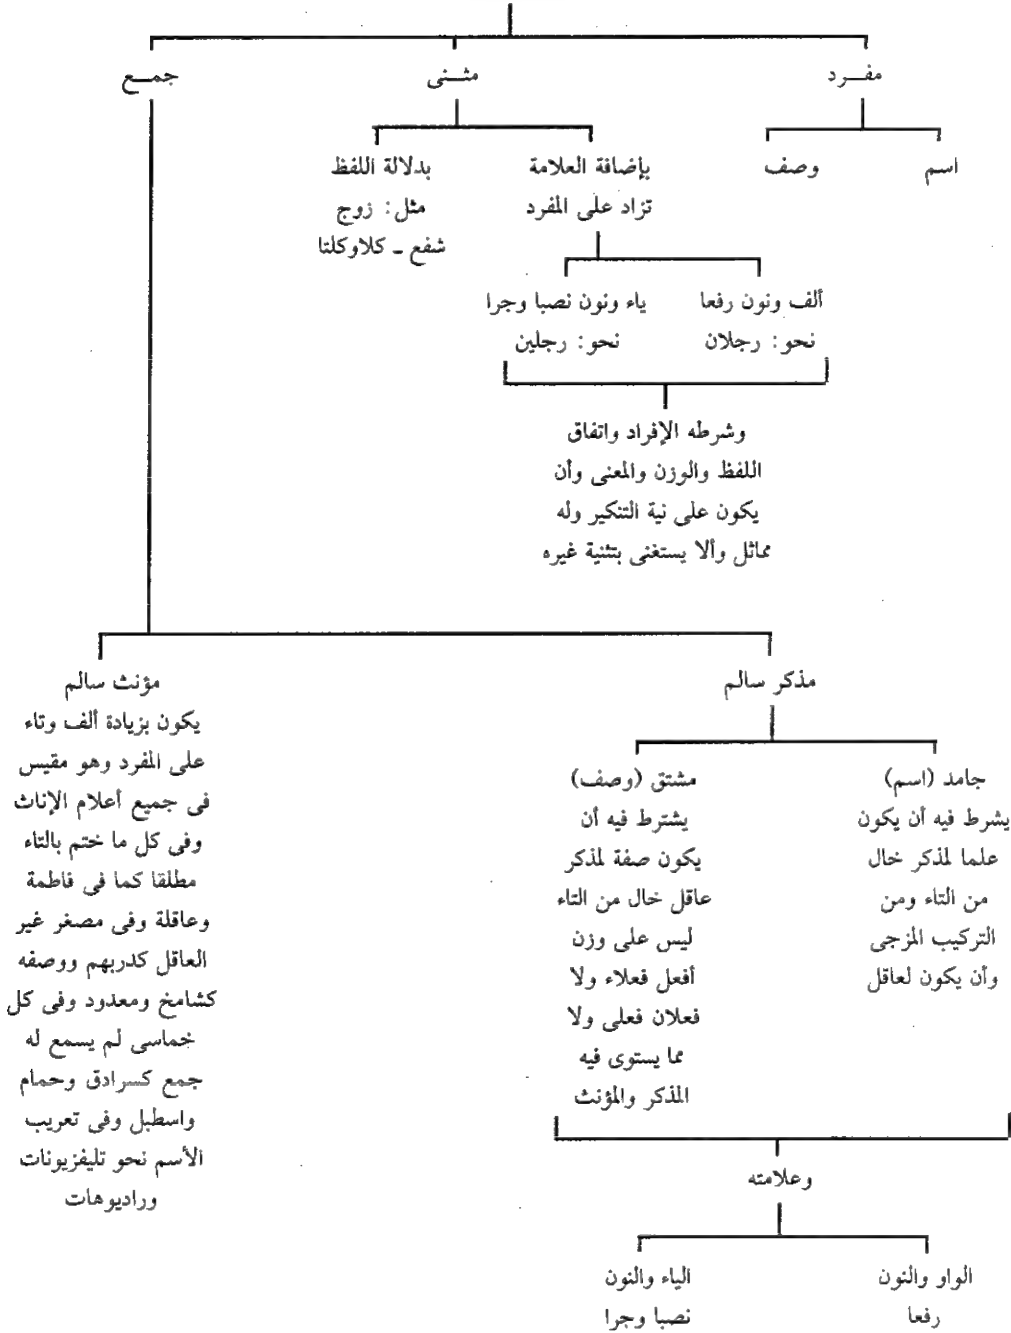 مفرد
مثنى
جمع
اسم
وصف
بإضافة العلامة
تزاد على المفرد
بدلالة اللفظ
مثل: زوج
شفع - كلاوكلتا
ألف ونون رفعا
نحو: رجلان
ياء ونون نصبا وجرا
نحو: رجلين
وشرطه الإفراد واتفاق
اللفظ والوزن والمعنى وأن
يكون على نية التنكير وله
مماثل وألا يستغنى بتثنية غيره
مذكر سالم
جامد (اسم)
يشرط فيه أن يكون
علما لمذكر خال
من التاء ومن
التركيب المزجى
وأن يكون لعاقل
مشتق (وصف)
يشترط فيه أن
يكون صفة لمذكر
عاقل خال من التاء
ليس على وزن
أفعل فعلاء ولا
فعلان فعلى ولا
مما يستوى فيه
المذكر والمؤنث
وعلامته
الواو والنون
رفعا
الياء والنون
نصبا وجرا
مؤنث سالم
يكون بزيادة ألف وتاء
على المفرد وهو مقيس
فى جميع أعلام الإناث
وفى كل ما ختم بالتاء
مطلقا كما فى فاطمة
وعاقلة وفى مصغر غير
العاقل كدريهم ووصفه
كشامخ ومعدود وفى كل
خماسى لم يسمع له
جمع كسرادق وحمام
واسطبل وفى تعريب
الأسم نحو تليفزيونات
وراديوهات